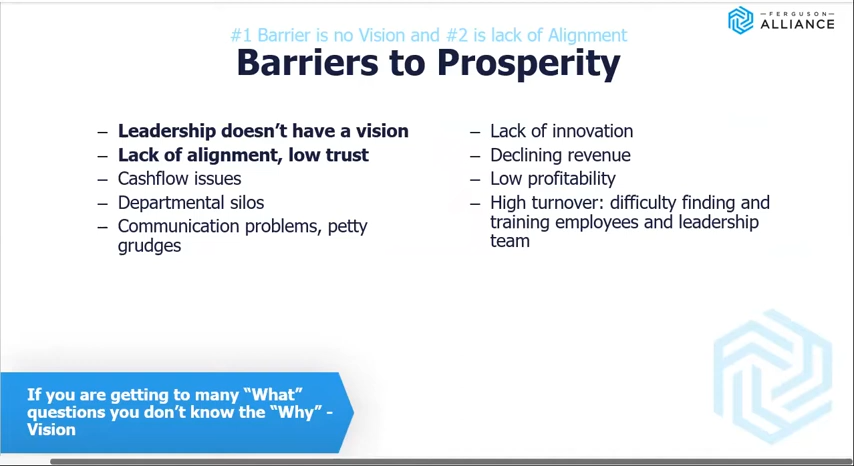 #1 Barrier is no Vision and #2 is lack of Alignment
FERGUSON
ALLIANCE
Barriers to Prosperity
– Leadership doesn't have a vision
– Lack of alignment, low trust
– Cashflow issues
– Departmental silos
– Communication problems, petty
grudges
– Lack of innovation
– Declining revenue
– Low profitability
– High turnover: difficulty finding and
training employees and leadership
team
If you are getting to many “What”
questions you don't know the “Why” -
Vision